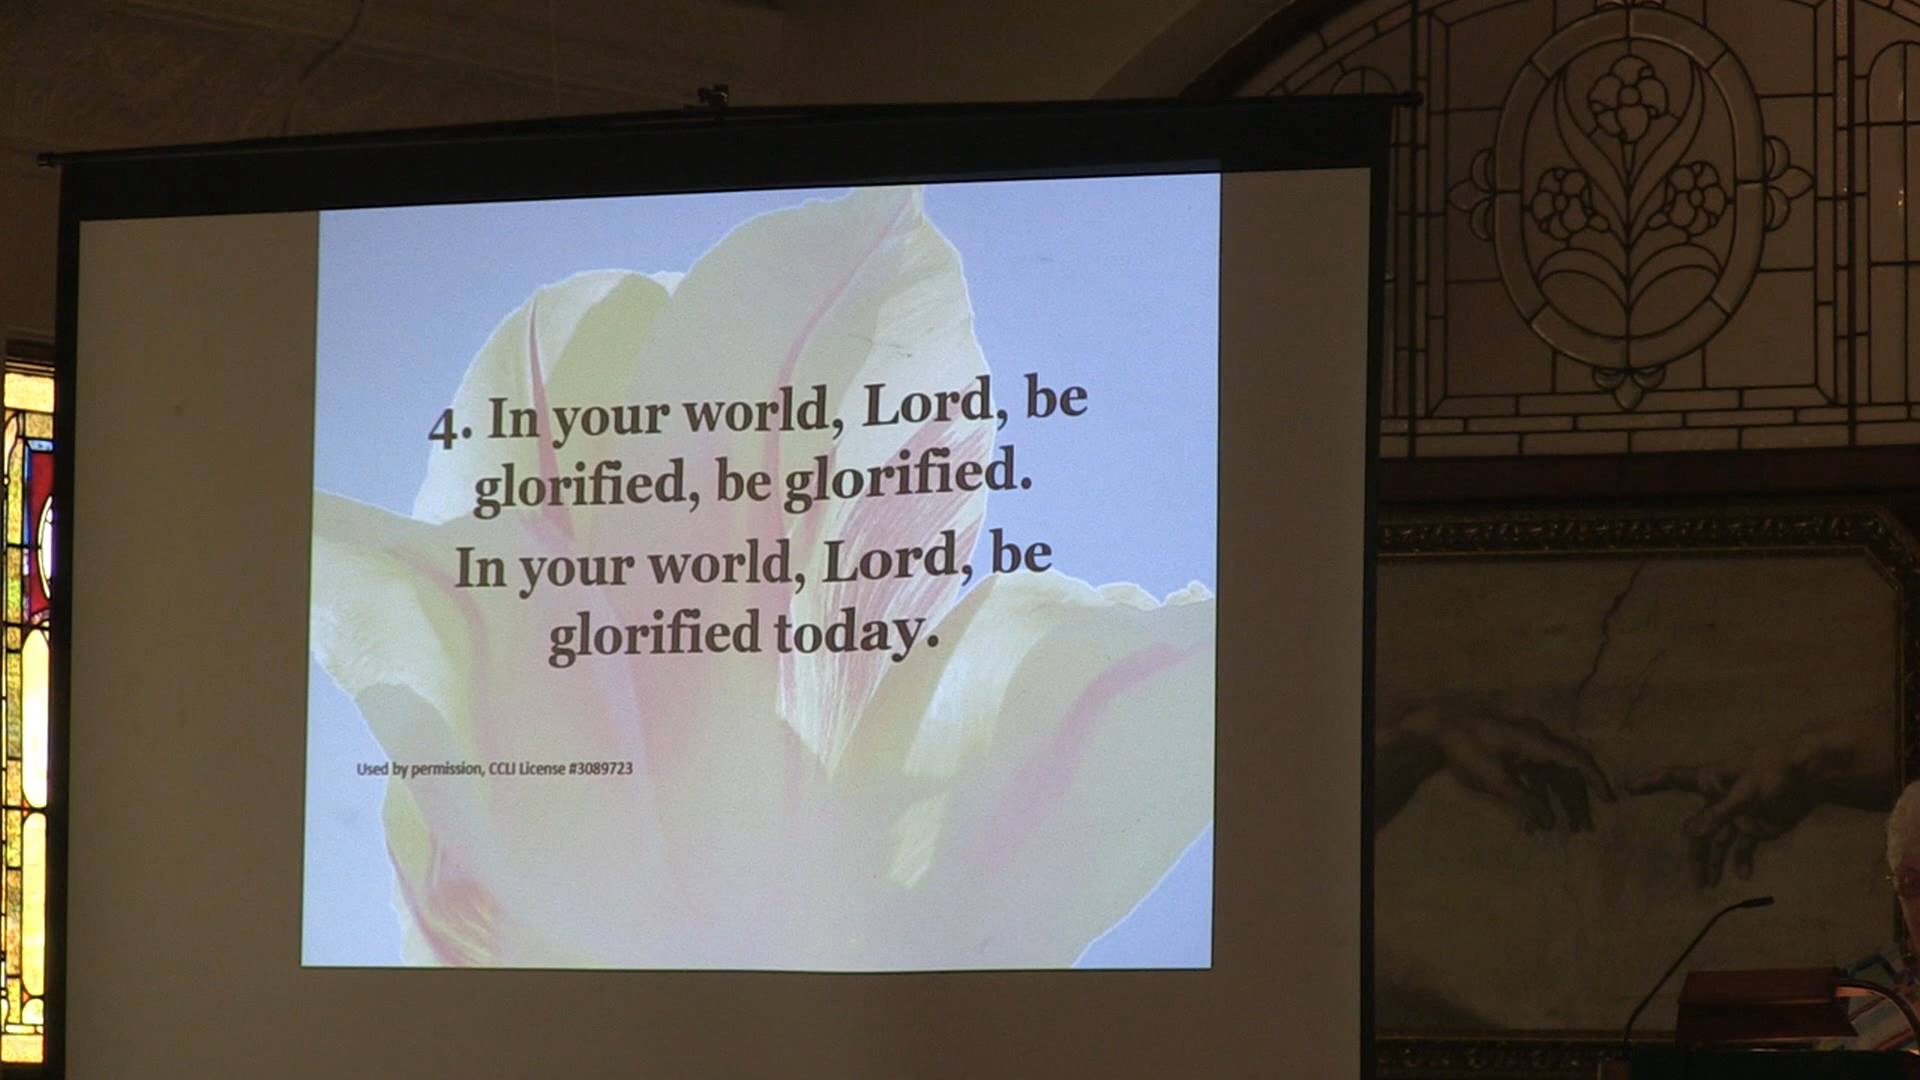 4. In your world, Lord, be
glorified, be glorified.
In your world, Lord, be
glorified today.
Used by permission, CCLI License #3089723